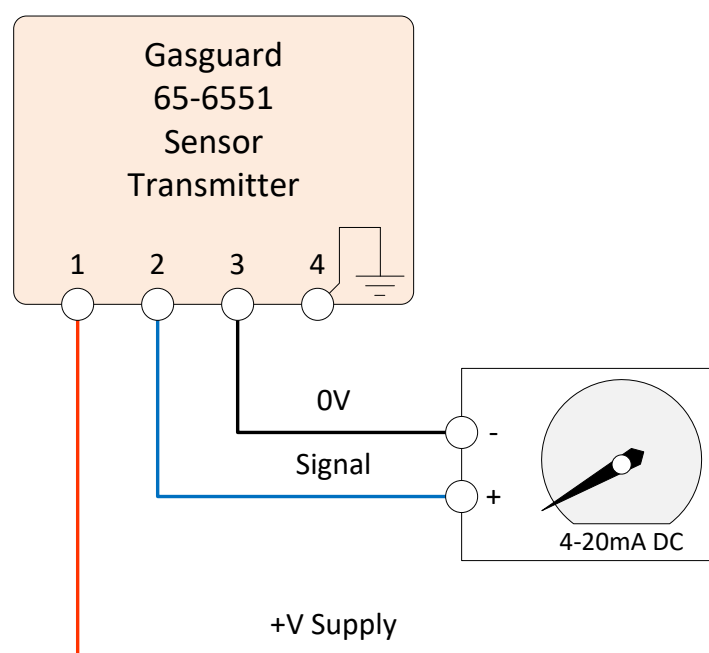 Gasguard
65-6551
Sensor
Transmitter
1 2 3 4
0V
-
Signal
+
4-20mA DC
+V Supply